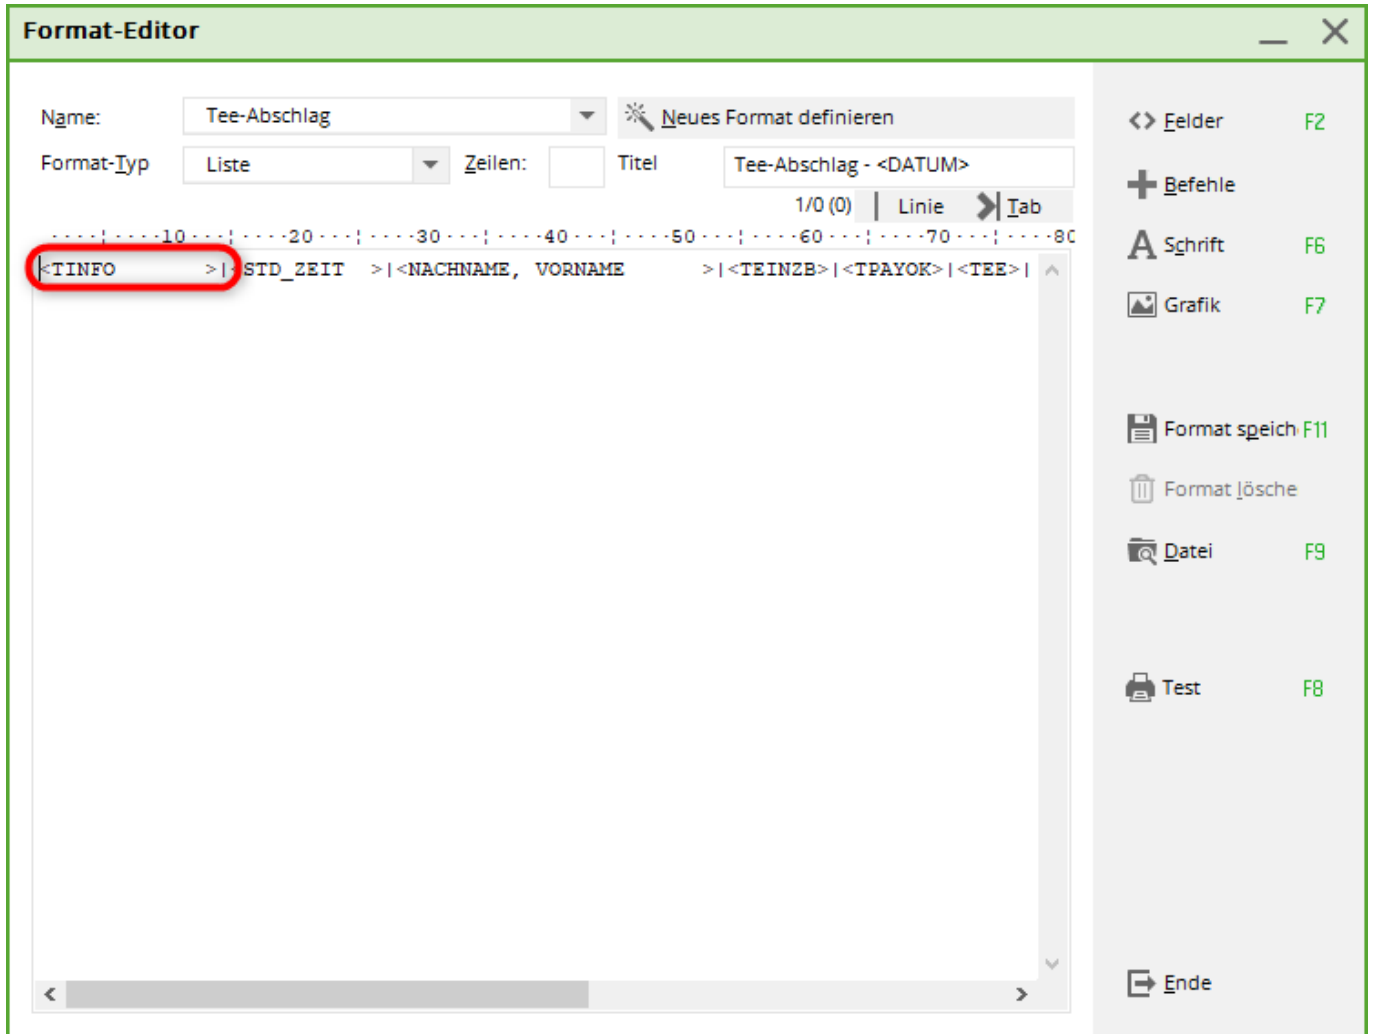 Format-Editor
Name: Tee-Abschlag Neues Format definieren
Format-Typ Liste Zeilen: Titel Tee-Abschlag - <DATUM>
1/0 (0) Linie Tab
····¦····10···¦····20···¦····30···¦····40···¦····50···¦····60···¦····70···¦····80
<TINFO       >|<STD_ZEIT  >|<NACHNAME, VORNAME      >|<TEINZB>|<TPAYOK>|<TEE>|
Felder F2
Befehle
Schrift F6
Grafik F7
Format speich F11
Format lösche
Datei F9
Test F8
Ende